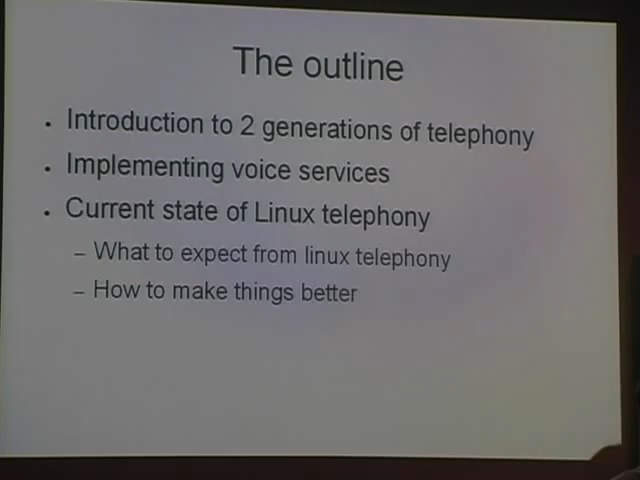 The outline
• Introduction to 2 generations of telephony
• Implementing voice services
• Current state of Linux telephony
– What to expect from linux telephony
– How to make things better